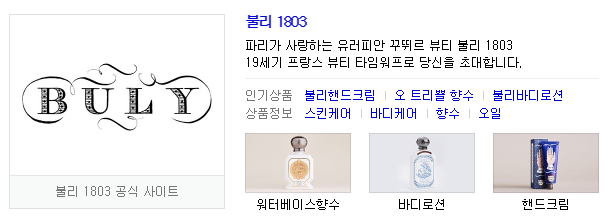 BULY
불리 1803 공식 사이트
불리 1803
파리가 사랑하는 유러피안 꾸뛰르 뷰티 불리 1803
19세기 프랑스 뷰티 타임워프로 당신을 초대합니다.
인기상품 불리핸드크림 | 오 트리쁠 향수 | 불리바디로션
상품정보 스킨케어 | 바디케어 | 향수 | 오일
워터베이스향수 바디로션 핸드크림